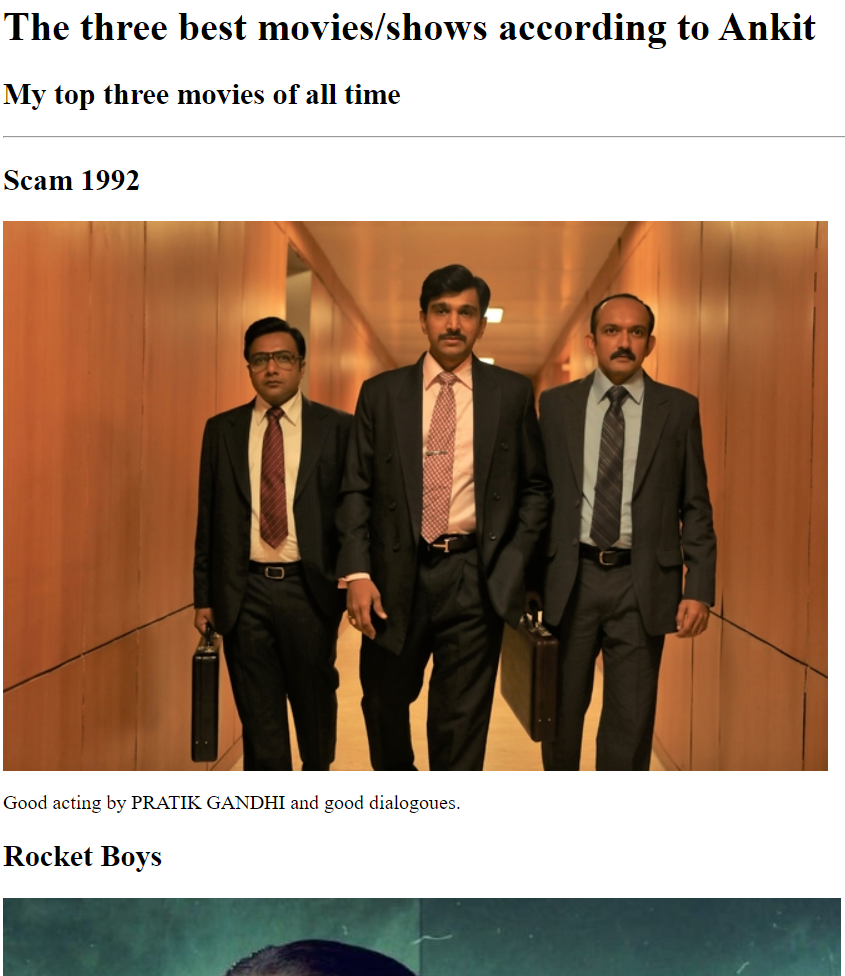 The three best movies/shows according to Ankit
My top three movies of all time
Scam 1992
Good acting by PRATIK GANDHI and good dialogoues.
Rocket Boys